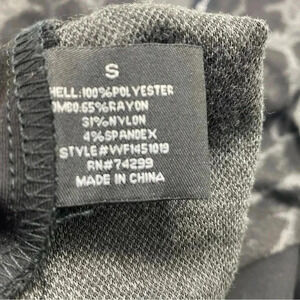 S
HELL:100%POLYESTER
OMBO:65%RAYON
31%NYLON
4%SPANDEX
STYLE#WF1451019
RN#74299
MADE IN CHINA